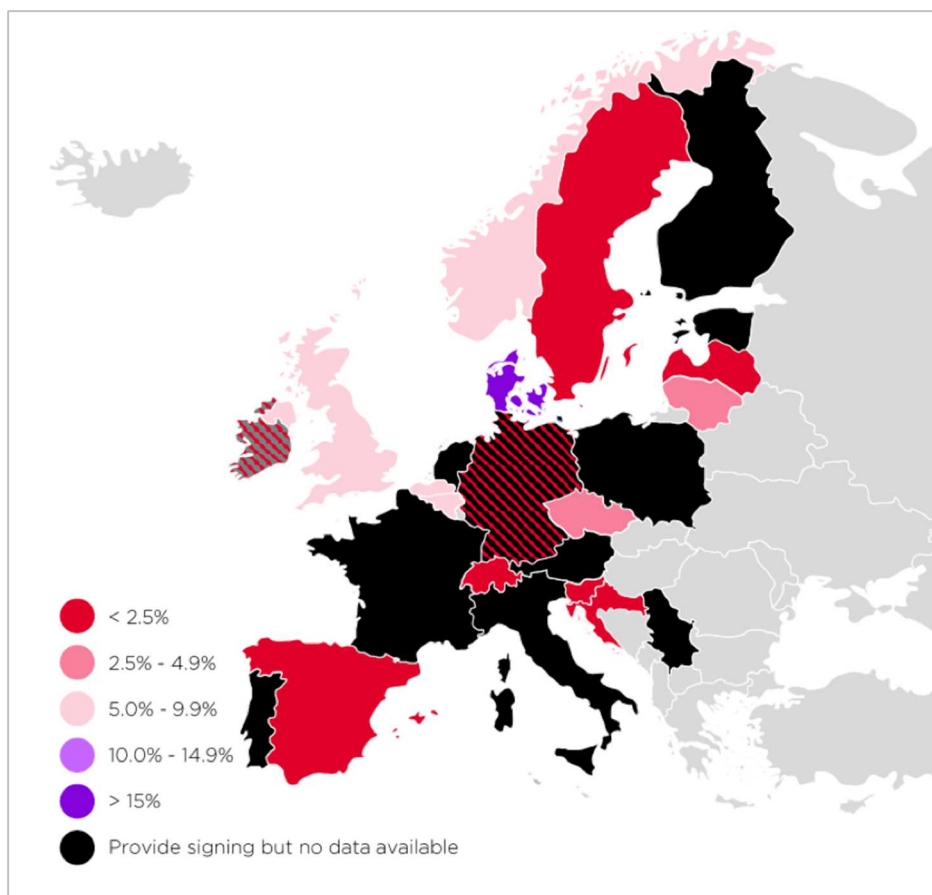 < 2.5%
2.5% - 4.9%
5.0% - 9.9%
10.0% - 14.9%
> 15%
Provide signing but no data available